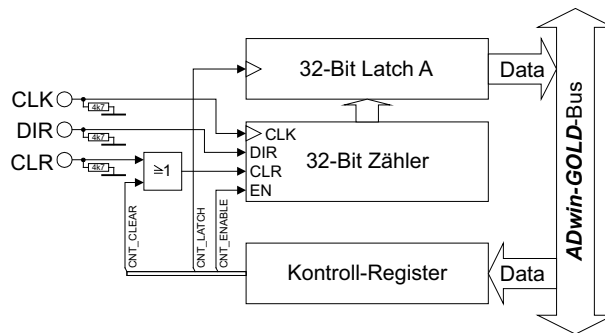 32-Bit Latch A
Data
CLK
4k7
DIR
4k7
CLR
4k7
≥1
CLK
DIR
CLR
EN
32-Bit Zähler
CNT_CLEAR
CNT_LATCH
CNT_ENABLE
Kontroll-Register
Data
ADwin-GOLD-Bus